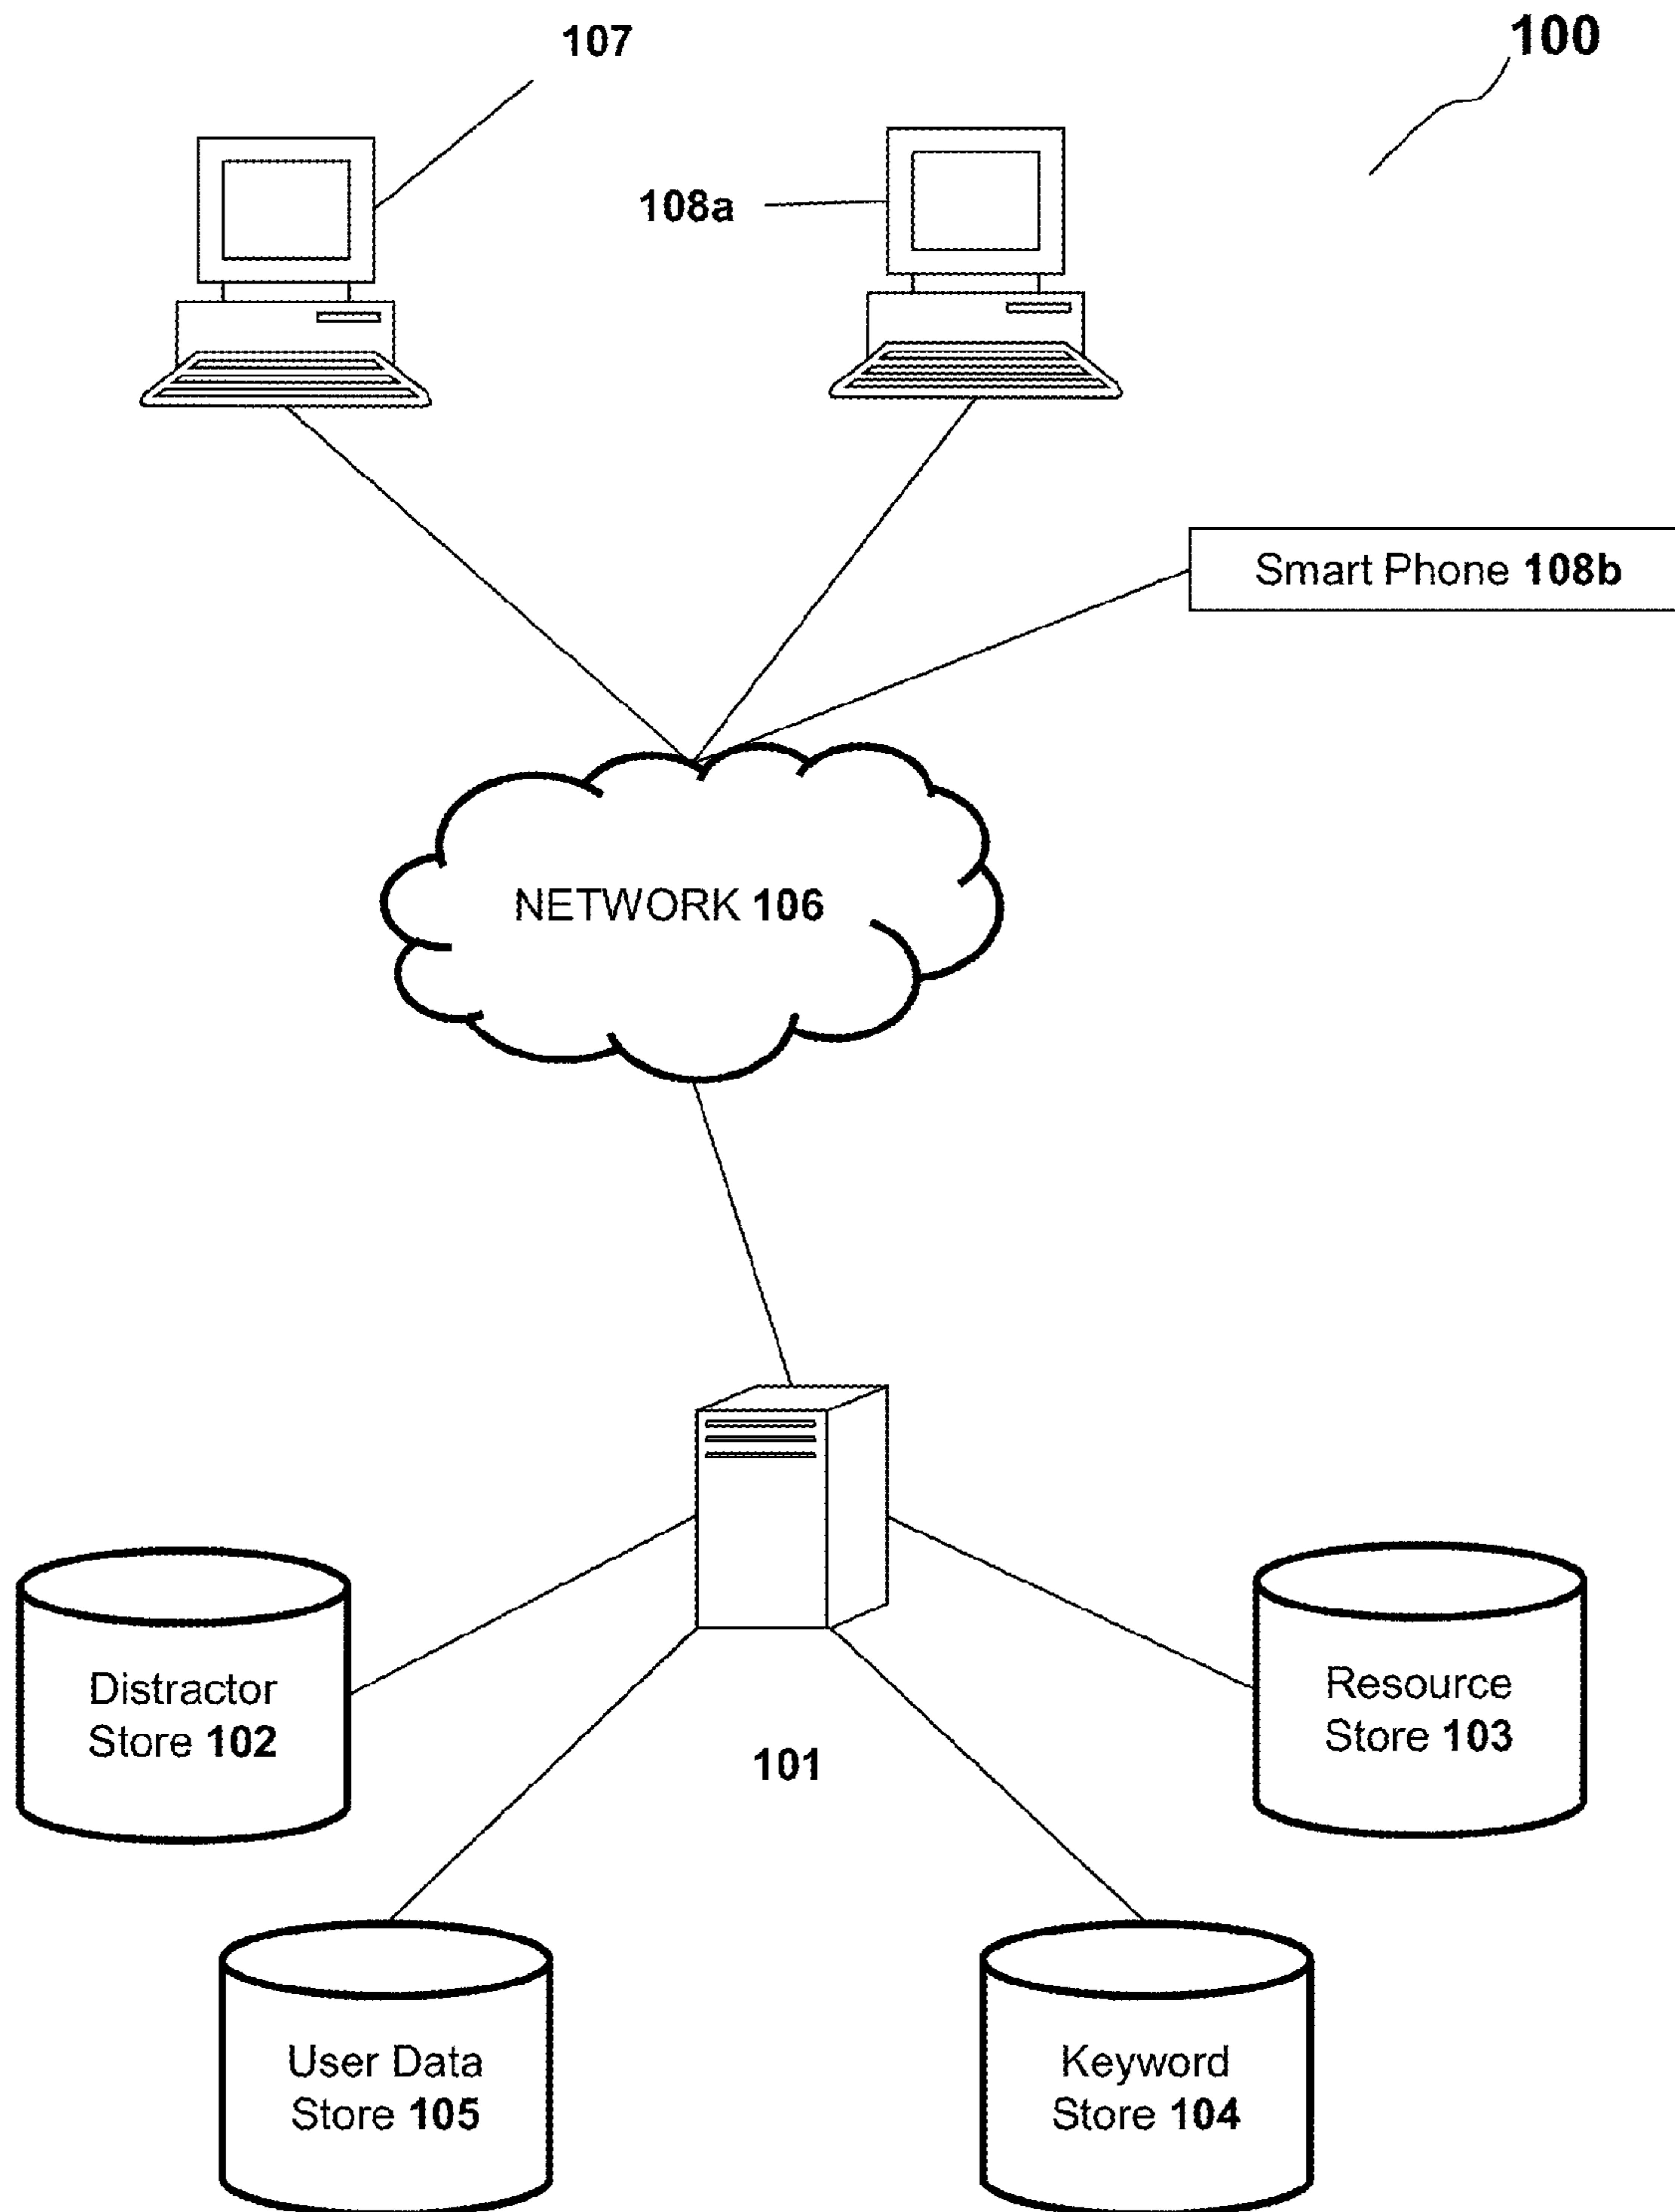 107
100
108a
Smart Phone 108b
NETWORK 106
Distractor
Store 102
Resource
Store 103
101
User Data
Store 105
Keyword
Store 104